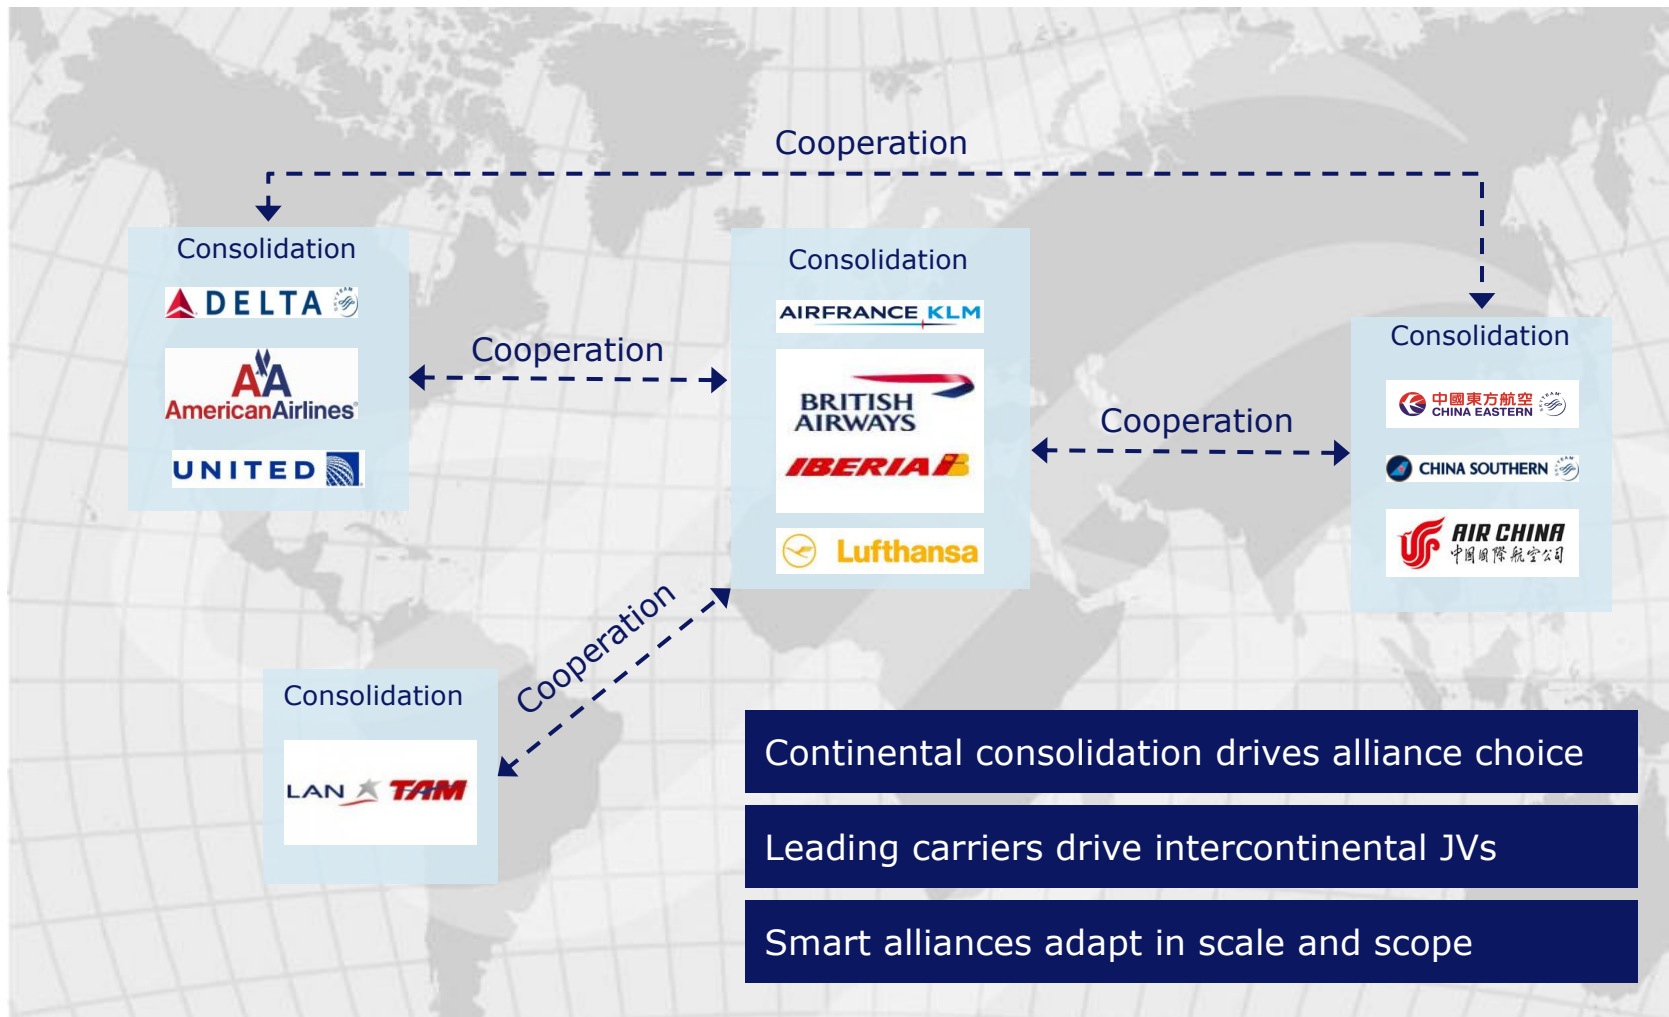 Cooperation
Consolidation
DELTA
AmericanAirlines
UNITED
Cooperation
Consolidation
AIRFRANCE KLM
BRITISH
AIRWAYS
IBERIA
Lufthansa
Cooperation
Consolidation
中國東方航空
CHINA EASTERN
CHINA SOUTHERN
AIR CHINA
中国国际航空公司
Cooperation
Consolidation
LAN TAM
Continental consolidation drives alliance choice
Leading carriers drive intercontinental JVs
Smart alliances adapt in scale and scope